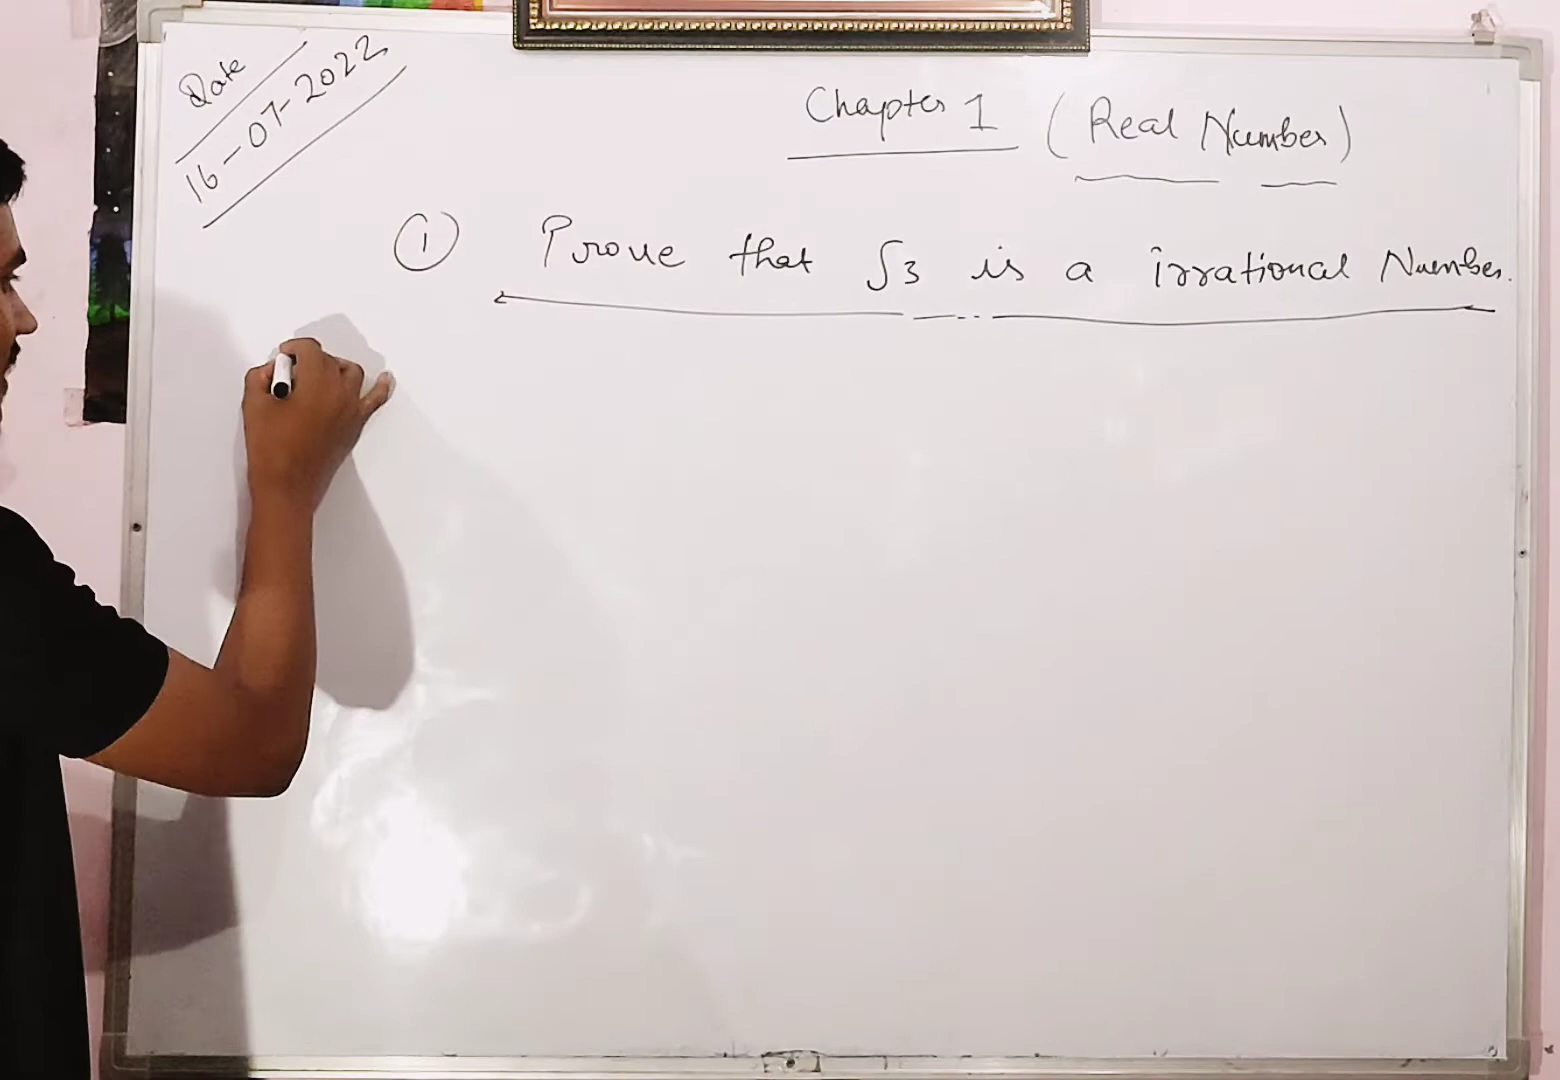 Date
16-07-2022
Chapter 1 (Real Number)
① Prove that √3 is a irrational Number.